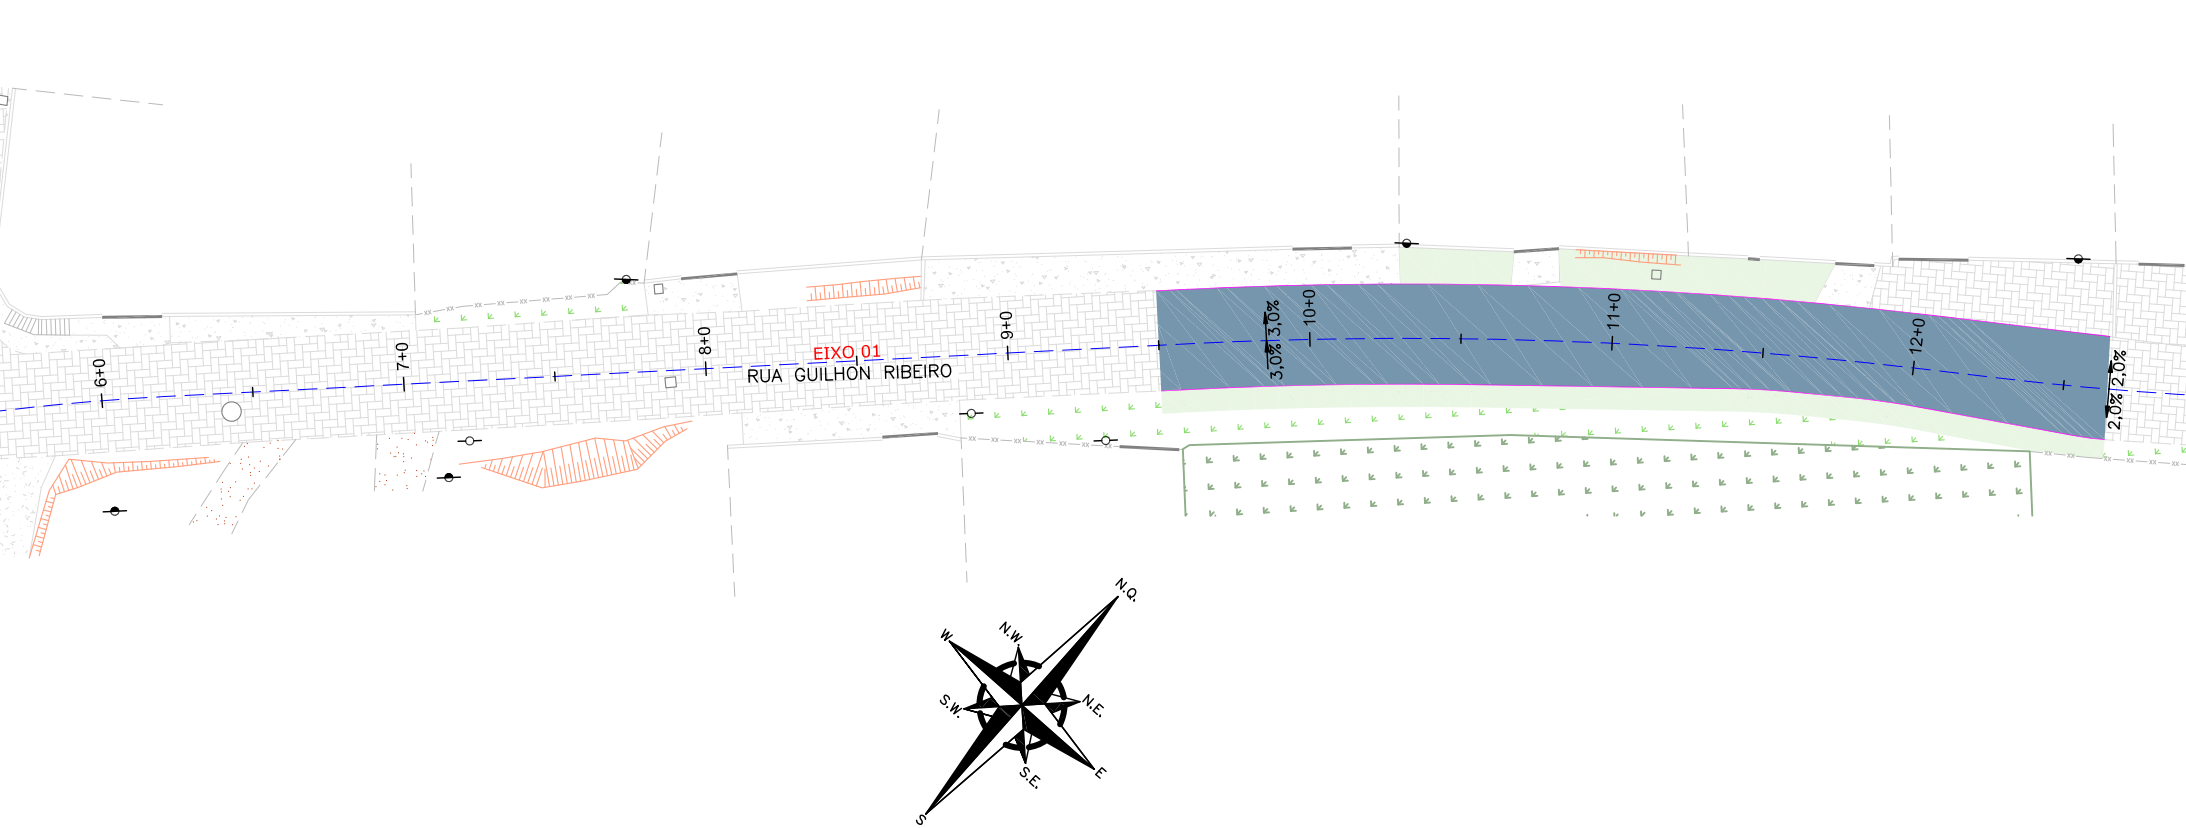 6+0
7+0
8+0
9+0
10+0
11+0
12+0
EIXO 01
RUA GUILHON RIBEIRO
3,0% 3,0%
2,0% 2,0%
N.Q.
N.W
W
S.W.
N.E.
S.E.
E
S